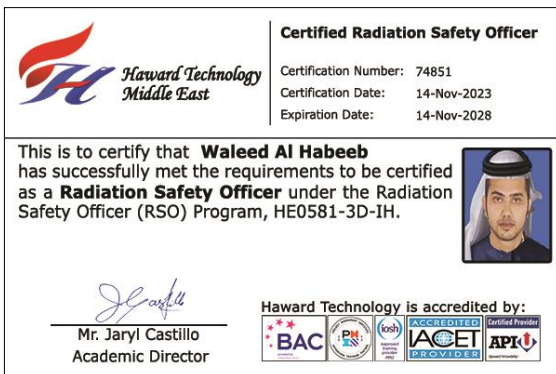 Haward Technology
Middle East
Certified Radiation Safety Officer
Certification Number: 74851
Certification Date: 14-Nov-2023
Expiration Date: 14-Nov-2028
This is to certify that Waleed Al Habeeb
has successfully met the requirements to be certified
as a Radiation Safety Officer under the Radiation
Safety Officer (RSO) Program, HE0581-3D-IH.
Mr. Jaryl Castillo
Academic Director
Haward Technology is accredited by:
BAC
iosh
ACCREDITED
IACET
PROVIDER
Certified Provider
API U